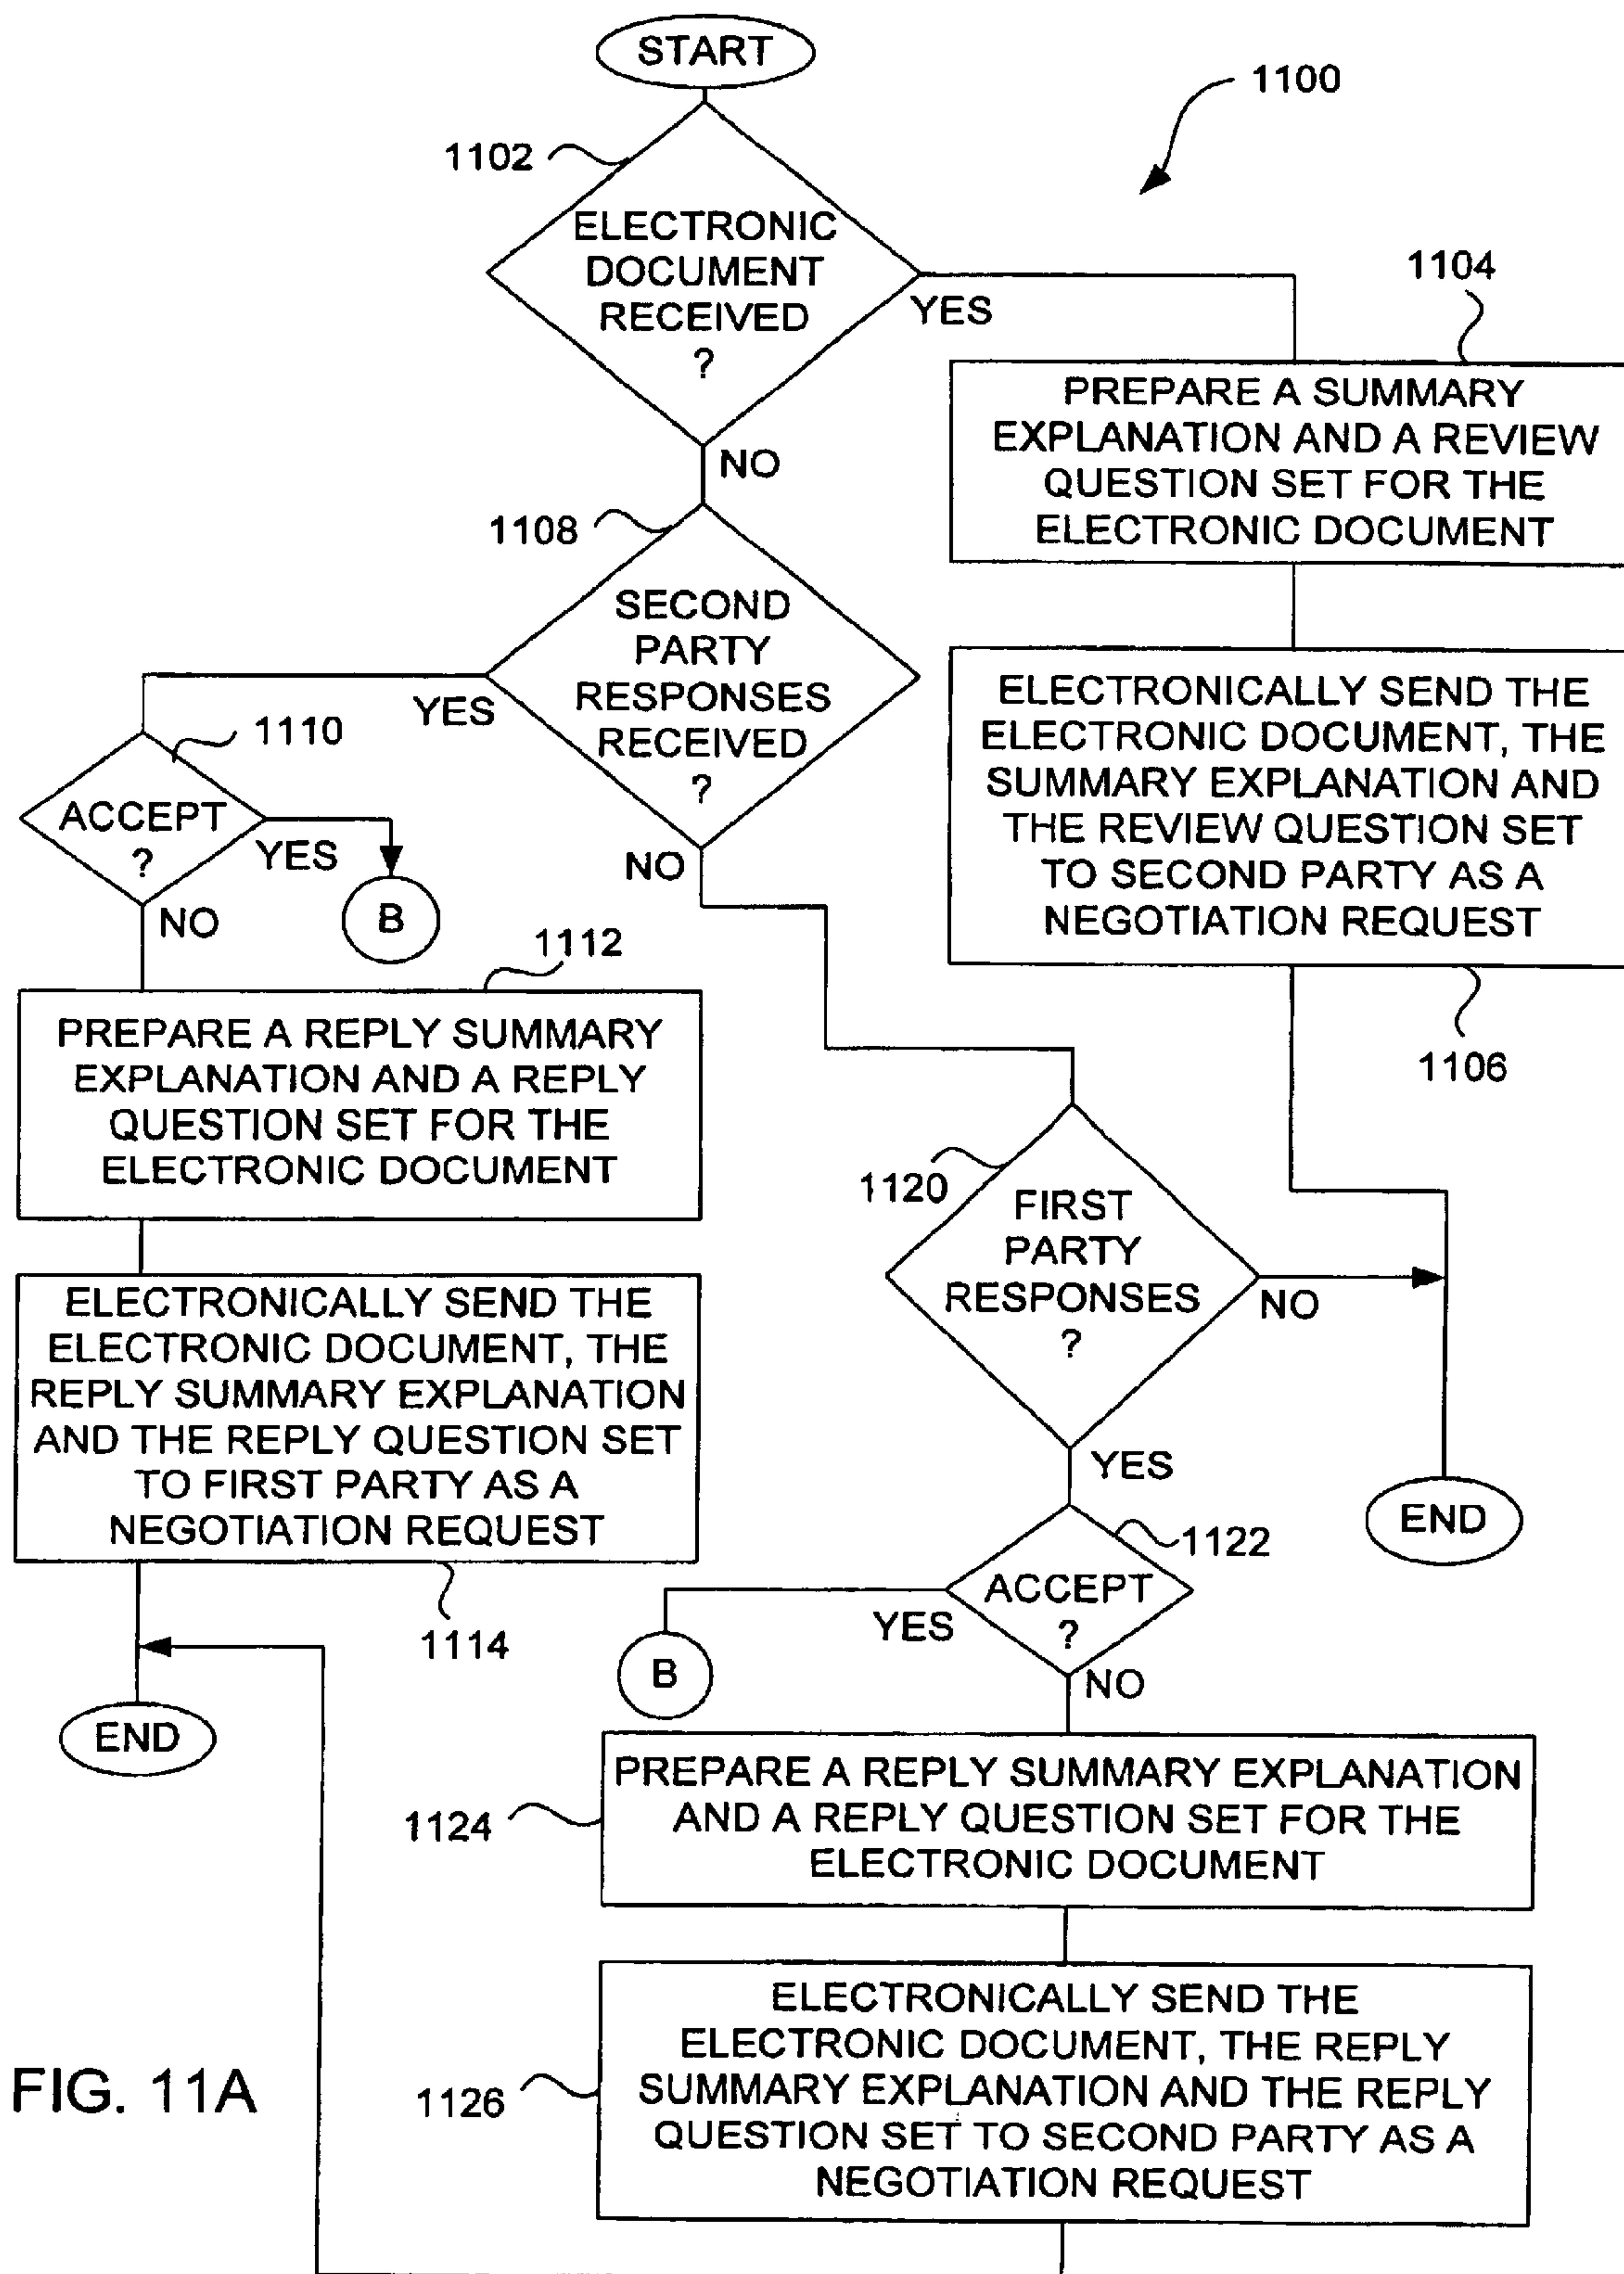 START
1100
1102
ELECTRONIC
DOCUMENT
RECEIVED
?
YES
NO
1104
PREPARE A SUMMARY
EXPLANATION AND A REVIEW
QUESTION SET FOR THE
ELECTRONIC DOCUMENT
1108
SECOND
PARTY
RESPONSES
RECEIVED
?
YES
NO
ELECTRONICALLY SEND THE
ELECTRONIC DOCUMENT, THE
SUMMARY EXPLANATION AND
THE REVIEW QUESTION SET
TO SECOND PARTY AS A
NEGOTIATION REQUEST
1106
1110
ACCEPT
?
YES
B
NO
1112
PREPARE A REPLY SUMMARY
EXPLANATION AND A REPLY
QUESTION SET FOR THE
ELECTRONIC DOCUMENT
ELECTRONICALLY SEND THE
ELECTRONIC DOCUMENT, THE
REPLY SUMMARY EXPLANATION
AND THE REPLY QUESTION SET
TO FIRST PARTY AS A
NEGOTIATION REQUEST
1114
END
1120
FIRST
PARTY
RESPONSES
?
NO
YES
END
1122
ACCEPT
?
YES
B
NO
1124
PREPARE A REPLY SUMMARY EXPLANATION
AND A REPLY QUESTION SET FOR THE
ELECTRONIC DOCUMENT
1126
ELECTRONICALLY SEND THE
ELECTRONIC DOCUMENT, THE REPLY
SUMMARY EXPLANATION AND THE REPLY
QUESTION SET TO SECOND PARTY AS A
NEGOTIATION REQUEST
FIG. 11A